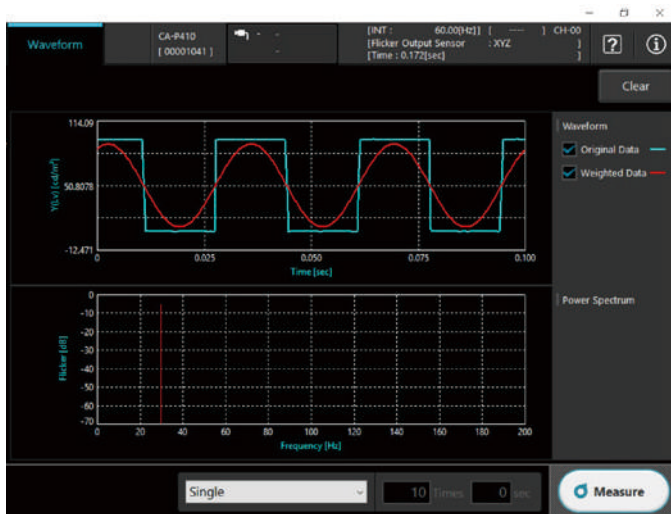 Waveform
CA-P410
[ 00001041 ]
- -
-
[INT : 60.00(Hz)] [ ---- ] CH-00
[Flicker Output Sensor : XYZ ]
[Time : 0.172[sec] ]
?
i
Clear
114.09
50.8078
-12.471
Y(Lv) [cd/m²]
0
0.025
0.050
0.075
0.100
Time [sec]
Waveform
Original Data
Weighted Data
0
-10
-20
-30
-40
-50
-60
-70
Flicker [dB]
0
20
40
60
80
100
120
140
160
180
200
Frequency [Hz]
Power Spectrum
Single
10 Times
0 sec
Measure